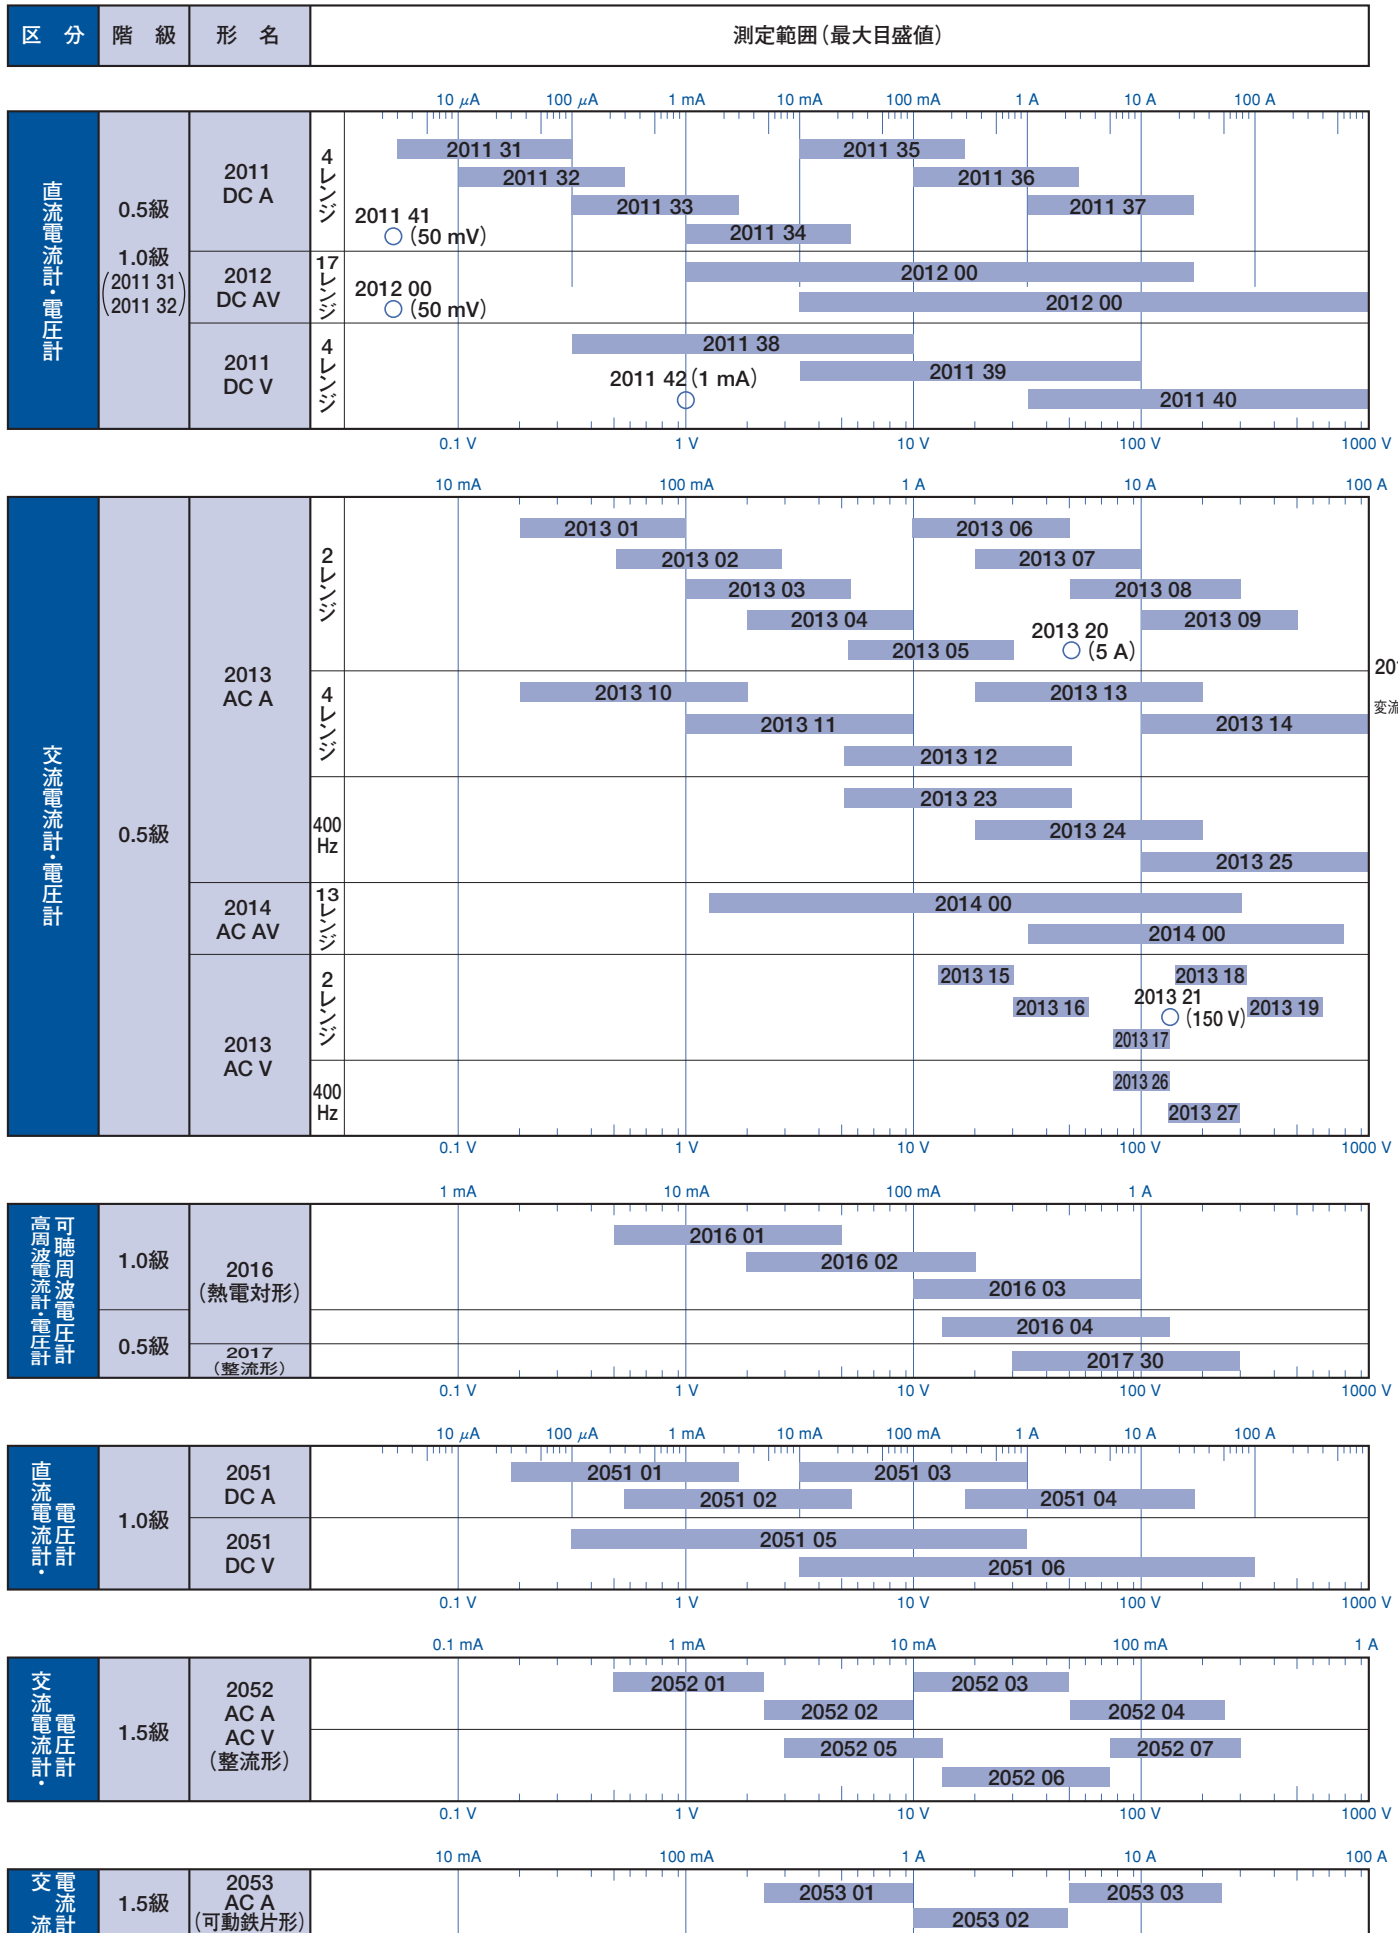 区 分 階 級 形 名 測定範囲(最大目盛値)
10 μA 100 μA 1 mA 10 mA 100 mA 1 A 10 A 100 A
直流電流計・電圧計
0.5級
1.0級
(2011 31)
(2011 32)
2011
DC A
4レンジ
2011 31
2011 35
2011 32
2011 36
2011 33
2011 37
2011 41
(50 mV)
2011 34
2012
DC AV
17レンジ
2012 00
2012 00
(50 mV)
2012 00
2011
DC V
4レンジ
2011 38
2011 39
2011 42(1 mA)
2011 40
0.1 V 1 V 10 V 100 V 1000 V
10 mA 100 mA 1 A 10 A 100 A
交流電流計・電圧計
0.5級
2013
AC A
2レンジ
2013 01
2013 06
2013 02
2013 07
2013 03
2013 08
2013 04
2013 09
2013 20
(5 A)
2013 05
4レンジ
2013 10
2013 13
2013 11
2013 14
2013 12
400
Hz
2013 23
2013 24
2013 25
2014
AC AV
13レンジ
2014 00
2014 00
2013
AC V
2レンジ
2013 15
2013 18
2013 16
2013 21
(150 V)
2013 19
2013 17
400
Hz
2013 26
2013 27
0.1 V 1 V 10 V 100 V 1000 V
変流
1 mA 10 mA 100 mA 1 A
可聴周波電圧計
高周波電流計・電圧計
1.0級
0.5級
2016
(熱電対形)
2016 01
2016 02
2016 03
2016 04
2017
(整流形)
2017 30
0.1 V 1 V 10 V 100 V 1000 V
10 μA 100 μA 1 mA 10 mA 100 mA 1 A 10 A 100 A
直流電流計・
電圧計
1.0級
2051
DC A
2051 01
2051 03
2051 02
2051 04
2051
DC V
2051 05
2051 06
0.1 V 1 V 10 V 100 V 1000 V
0.1 mA 1 mA 10 mA 100 mA 1 A
交流電流計・
電圧計
1.5級
2052
AC A
AC V
(整流形)
2052 01
2052 03
2052 02
2052 04
2052 05
2052 07
2052 06
0.1 V 1 V 10 V 100 V 1000 V
10 mA 100 mA 1 A 10 A 100 A
交 流
電流計
1.5級
2053
AC A
(可動鉄片形)
2053 01
2053 03
2053 02